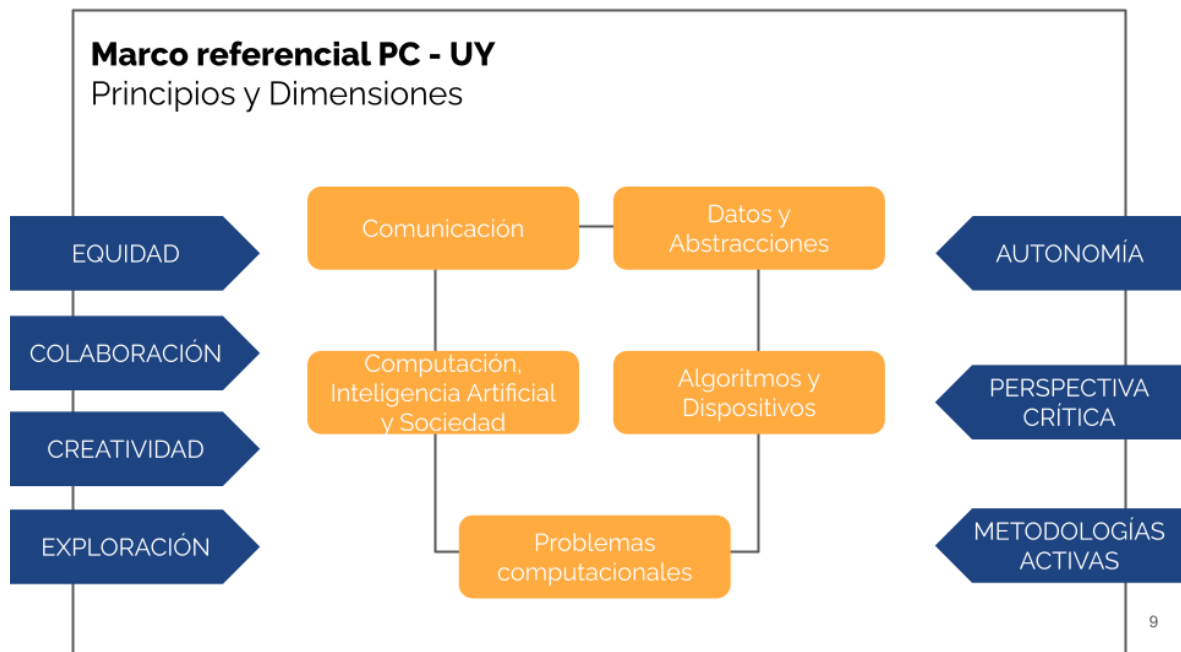 Marco referencial PC - UY
Principios y Dimensiones
EQUIDAD
COLABORACIÓN
CREATIVIDAD
EXPLORACIÓN
Comunicación
Datos y
Abstracciones
Computación,
Inteligencia Artificial
y Sociedad
Algoritmos y
Dispositivos
Problemas
computacionales
AUTONOMÍA
PERSPECTIVA
CRÍTICA
METODOLOGÍAS
ACTIVAS
9